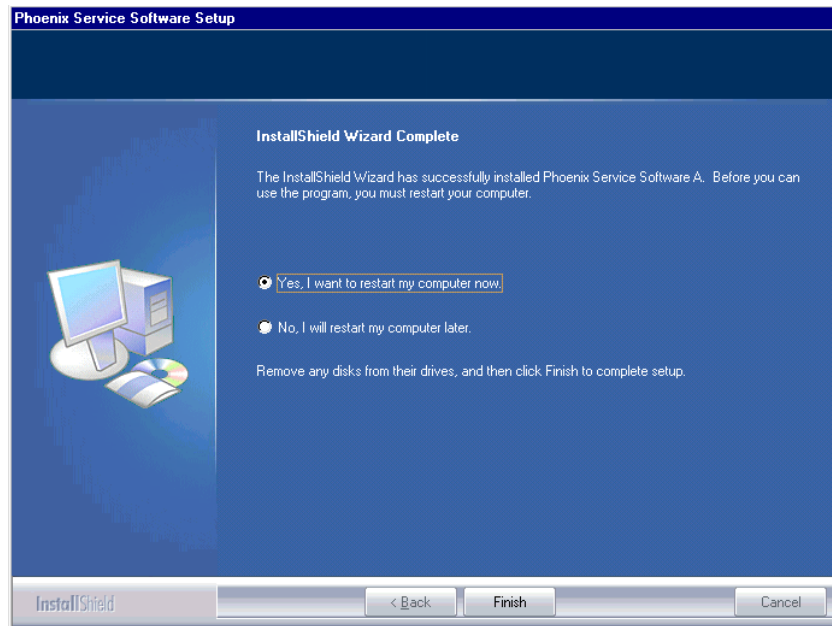 Phoenix Service Software Setup
InstallShield Wizard Complete
The InstallShield Wizard has successfully installed Phoenix Service Software A. Before you can
use the program, you must restart your computer.
Yes, I want to restart my computer now.
No, I will restart my computer later.
Remove any disks from their drives, and then click Finish to complete setup.
InstallShield
< Back
Finish
Cancel